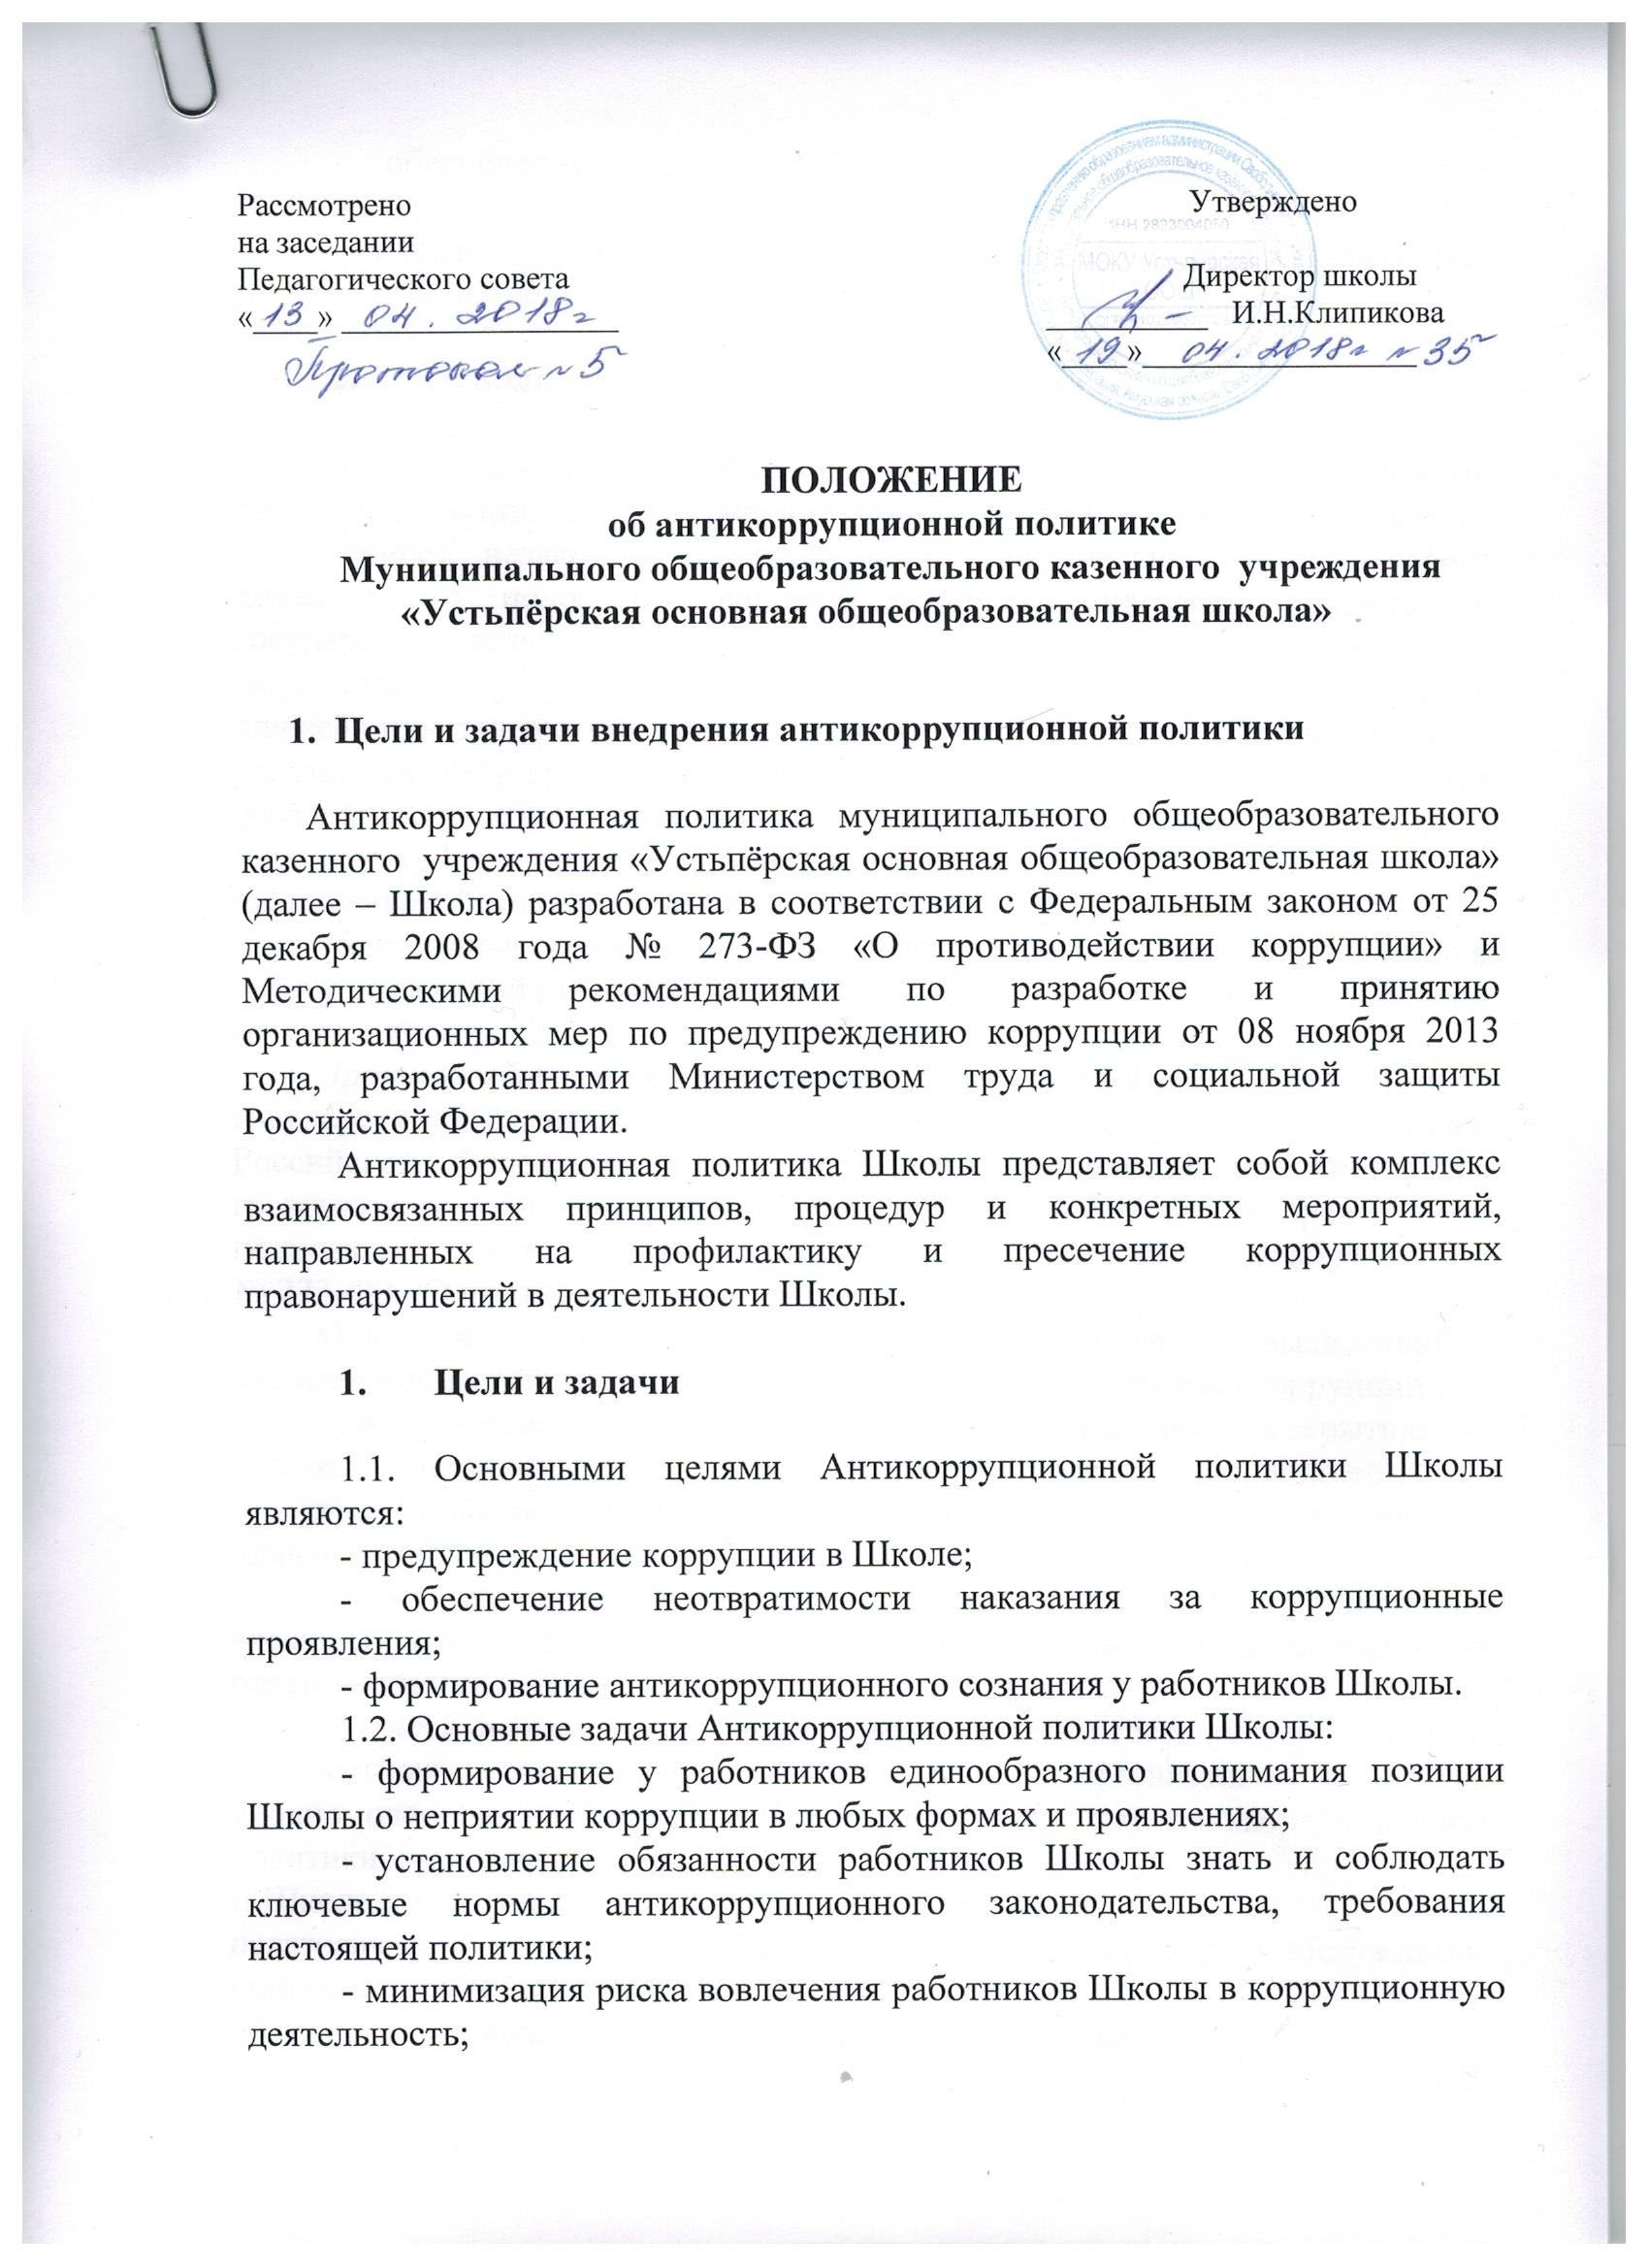 Рассмотрено
на заседании
Педагогического совета
«13» 04. 2018г
Протокол №5
Утверждено
ИНН 2823004050
МОКУ Устьпёрская
Директор школы
И.Н.Клипикова
«19» 04. 2018г №35
ПОЛОЖЕНИЕ
об антикоррупционной политике
Муниципального общеобразовательного казенного учреждения
«Устьпёрская основная общеобразовательная школа»
1. Цели и задачи внедрения антикоррупционной политики
Антикоррупционная политика муниципального общеобразовательного
казенного учреждения «Устьпёрская основная общеобразовательная школа»
(далее – Школа) разработана в соответствии с Федеральным законом от 25
декабря 2008 года № 273-ФЗ «О противодействии коррупции» и
Методическими рекомендациями по разработке и принятию
организационных мер по предупреждению коррупции от 08 ноября 2013
года, разработанными Министерством труда и социальной защиты
Российской Федерации.
Антикоррупционная политика Школы представляет собой комплекс
взаимосвязанных принципов, процедур и конкретных мероприятий,
направленных на профилактику и пресечение коррупционных
правонарушений в деятельности Школы.
1. Цели и задачи
1.1. Основными целями Антикоррупционной политики Школы
являются:
- предупреждение коррупции в Школе;
- обеспечение неотвратимости наказания за коррупционные
проявления;
- формирование антикоррупционного сознания у работников Школы.
1.2. Основные задачи Антикоррупционной политики Школы:
- формирование у работников единообразного понимания позиции
Школы о неприятии коррупции в любых формах и проявлениях;
- установление обязанности работников Школы знать и соблюдать
ключевые нормы антикоррупционного законодательства, требования
настоящей политики;
- минимизация риска вовлечения работников Школы в коррупционную
деятельность;